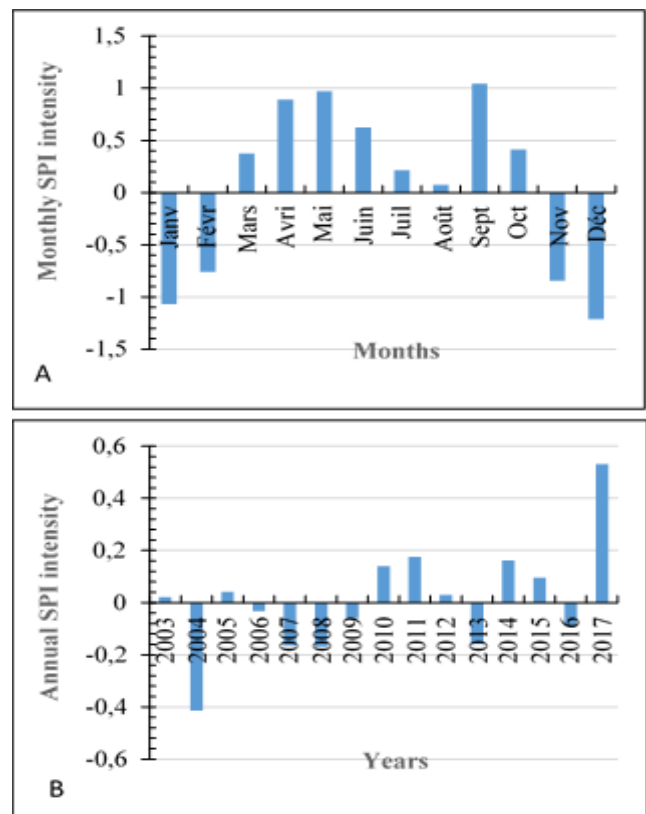 1,5
1
0,5
0
-0,5
-1
-1,5
Monthly SPI intensity
Janv
Févr
Mars
Avri
Mai
Juin
Juil
Août
Sept
Oct
Nov
Déc
Months
A
0,6
0,4
0,2
0
-0,2
-0,4
-0,6
Annual SPI intensity
2003
2004
2005
2006
2007
2008
2009
2010
2011
2012
2013
2014
2015
2016
2017
Years
B